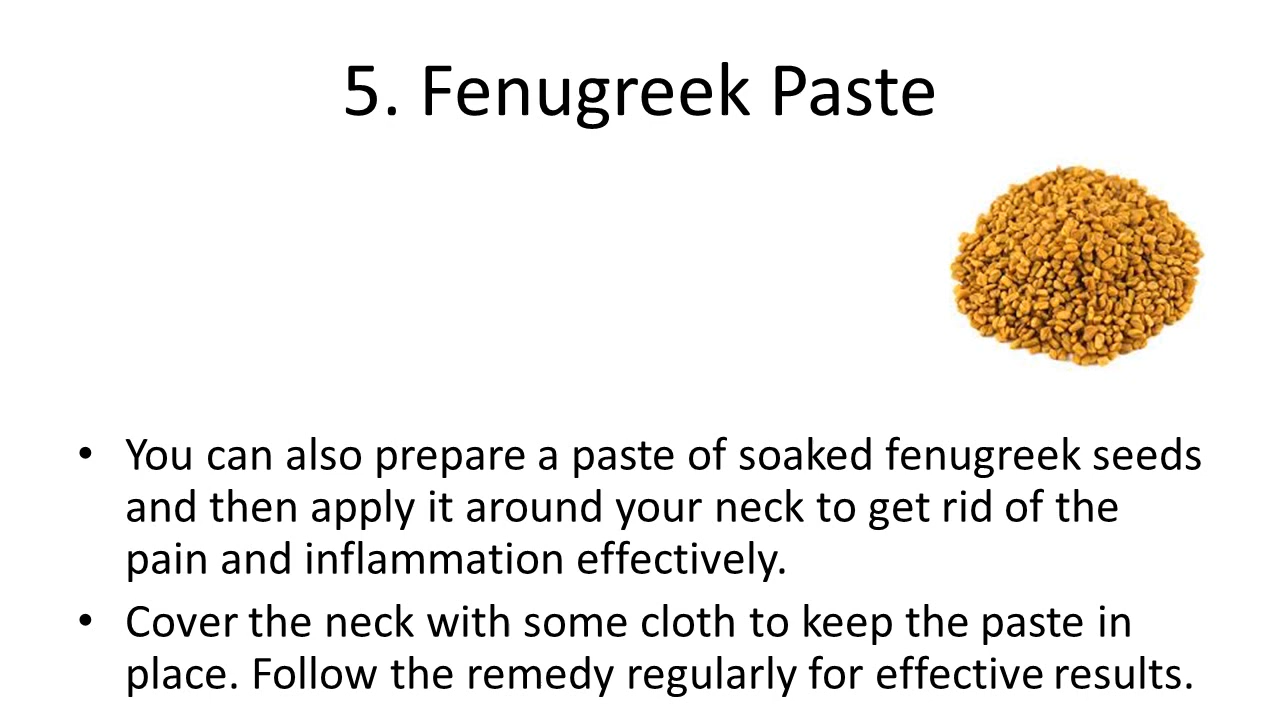 5. Fenugreek Paste
• You can also prepare a paste of soaked fenugreek seeds
and then apply it around your neck to get rid of the
pain and inflammation effectively.
• Cover the neck with some cloth to keep the paste in
place. Follow the remedy regularly for effective results.